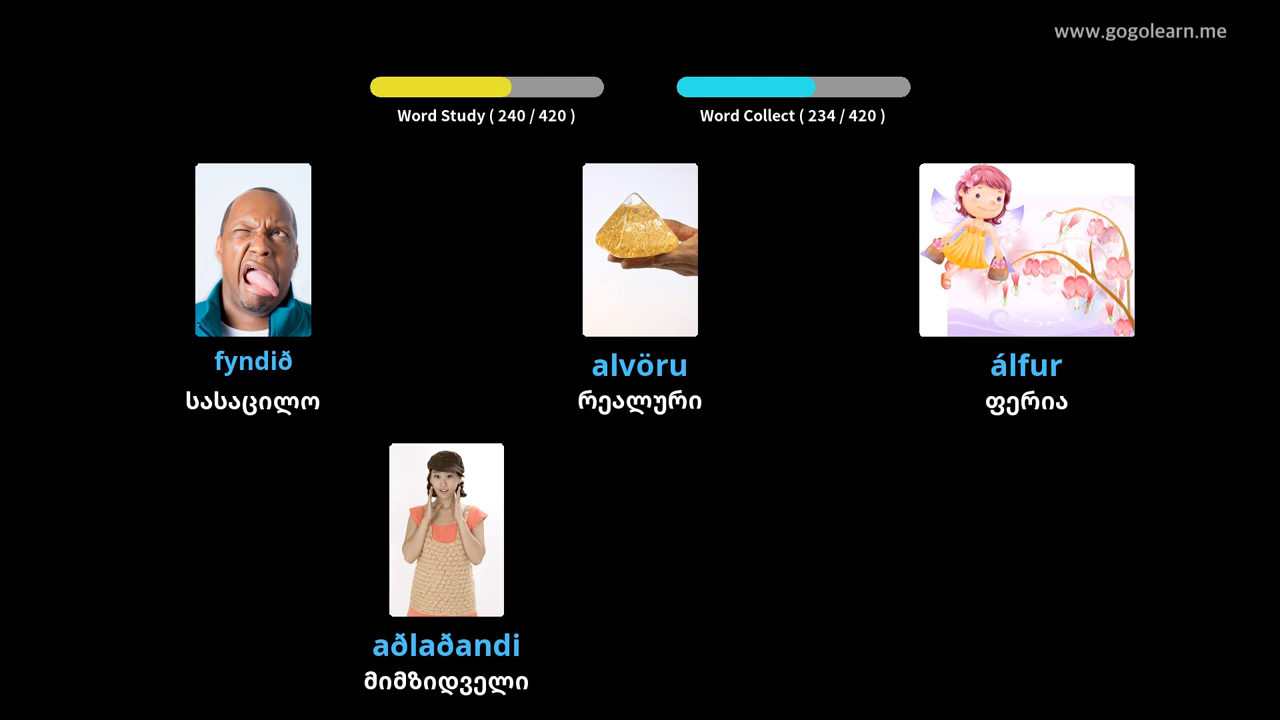 www.gogolearn.me
Word Study ( 240 / 420 )
Word Collect ( 234 / 420 )
fyndið
სასაცილო
alvöru
რეალური
álfur
ფერია
aðlaðandi
მიმზიდველი